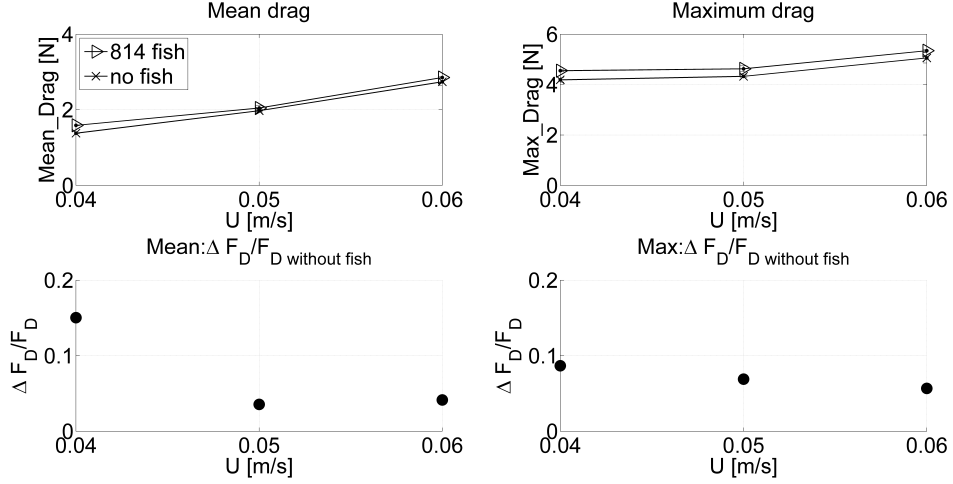 Mean drag
Mean_Drag [N]
4
2
0
814 fish
no fish
0.04
0.05
0.06
U [m/s]
Maximum drag
Max_Drag [N]
6
4
2
0
0.04
0.05
0.06
U [m/s]
Mean:Δ F_D/F_D without fish
Δ F_D/F_D
0.2
0.1
0
0.04
0.05
0.06
U [m/s]
Max:Δ F_D/F_D without fish
Δ F_D/F_D
0.2
0.1
0
0.04
0.05
0.06
U [m/s]